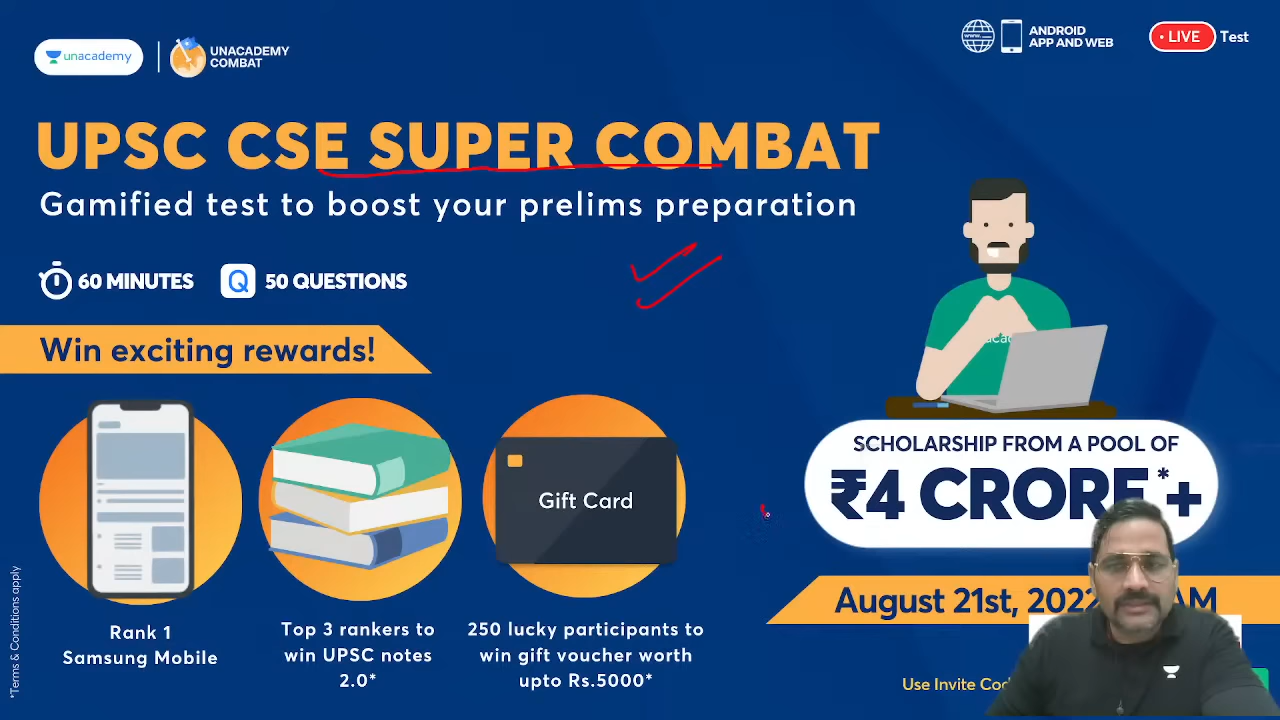 unacademy
UNACADEMY
COMBAT
www...
ANDROID
APP AND WEB
• LIVE Test
UPSC CSE SUPER COMBAT
Gamified test to boost your prelims preparation
60 MINUTES Q 50 QUESTIONS
Win exciting rewards!
Gift Card
SCHOLARSHIP FROM A POOL OF
₹4 CRORE*+
August 21st, 2022 AM
Rank 1
Samsung Mobile
Top 3 rankers to
win UPSC notes
2.0*
250 lucky participants to
win gift voucher worth
upto Rs.5000*
Use Invite
*Terms & Conditions apply